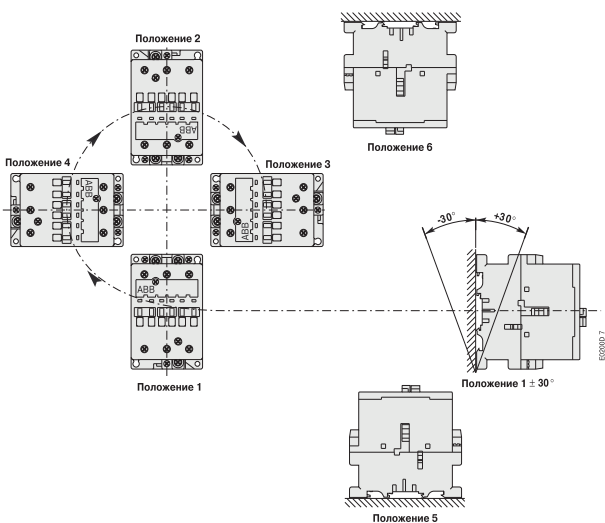 Положение 2
ABB
Положение 6
Положение 4
ABB
Положение 3
ABB
-30°
+30°
ABB
Положение 1
Положение 1 ± 30°
E0200D 7
Положение 5